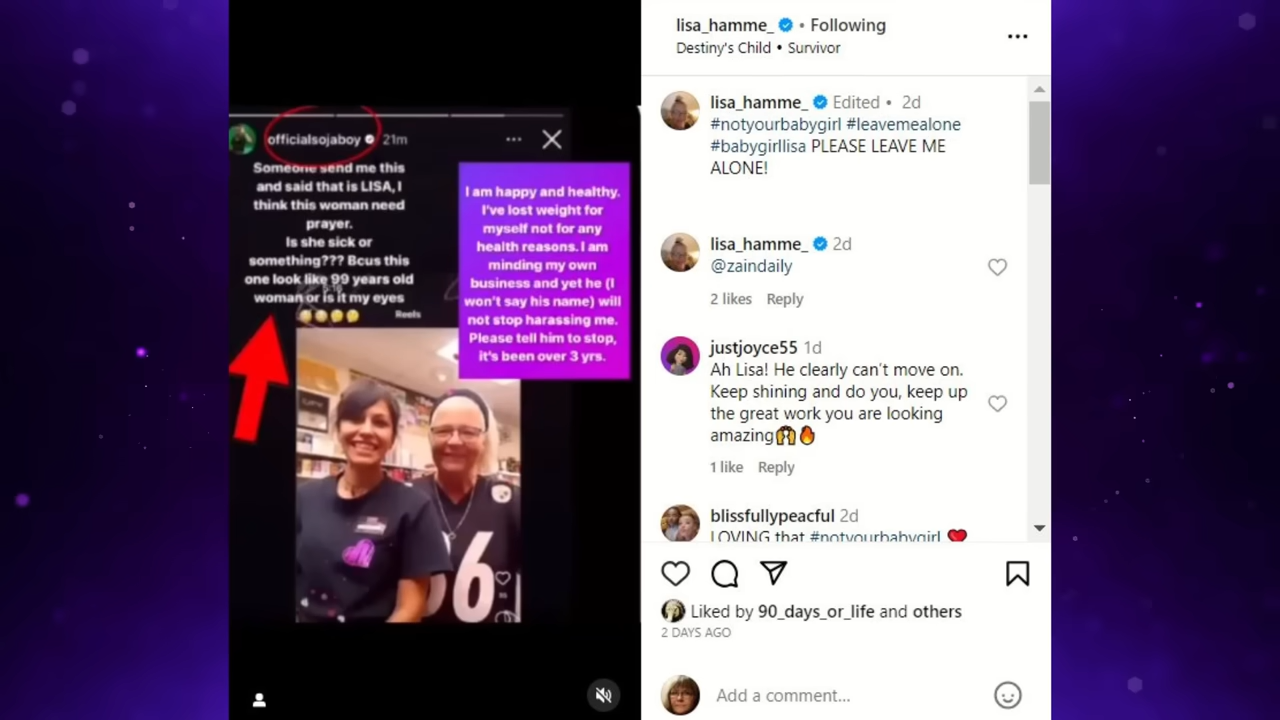 officialsojaboy 21m
Someone send me this
and said that is LISA, I
think this woman need
prayer.
Is she sick or
something??? Bcus this
one look like 99 years old
woman or is it my eyes
Reels
I am happy and healthy.
I've lost weight for
myself not for any
health reasons. I am
minding my own
business and yet he (I
won't say his name) will
not stop harassing me.
Please tell him to stop,
it's been over 3 yrs.
6
lisa_hamme_ • Following
Destiny's Child • Survivor
lisa_hamme_ Edited • 2d
#notyourbabygirl #leavemealone
#babygirllisa PLEASE LEAVE ME
ALONE!
lisa_hamme_ 2d
@zaindaily
2 likes Reply
justjoyce55 1d
Ah Lisa! He clearly can't move on.
Keep shining and do you, keep up
the great work you are looking
amazing🙌🔥
1 like Reply
blissfullypeacful 2d
LOVING that #notyourbabygirl ❤️
Liked by 90_days_or_life and others
2 DAYS AGO
Add a comment...